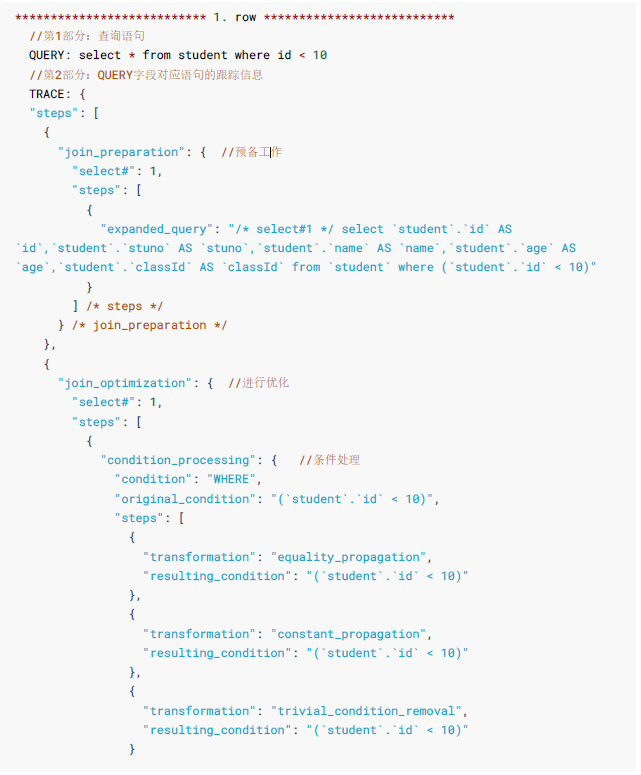 *************************** 1. row ***************************
//第1部分：查询语句
QUERY: select * from student where id < 10
//第2部分：QUERY字段对应语句的跟踪信息
TRACE: {
"steps": [
{
"join_preparation": { //预备工作
"select#": 1,
"steps": [
{
"expanded_query": "/* select#1 */ select `student`.`id` AS
`id`,`student`.`stuno` AS `stuno`,`student`.`name` AS `name`,`student`.`age` AS
`age`,`student`.`classId` AS `classId` from `student` where (`student`.`id` < 10)"
}
] /* steps */
} /* join_preparation */
},
{
"join_optimization": { //进行优化
"select#": 1,
"steps": [
{
"condition_processing": { //条件处理
"condition": "WHERE",
"original_condition": "(`student`.`id` < 10)",
"steps": [
{
"transformation": "equality_propagation",
"resulting_condition": "(`student`.`id` < 10)"
},
{
"transformation": "constant_propagation",
"resulting_condition": "(`student`.`id` < 10)"
},
{
"transformation": "trivial_condition_removal",
"resulting_condition": "(`student`.`id` < 10)"
}